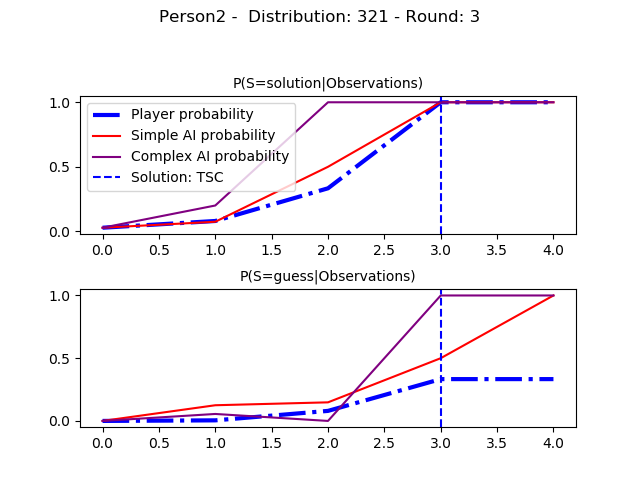 Person2 -  Distribution: 321 - Round: 3
P(S=solution|Observations)
1.0
0.5
0.0
Player probability
Simple AI probability
Complex AI probability
Solution: TSC
0.0 0.5 1.0 1.5 2.0 2.5 3.0 3.5 4.0
P(S=guess|Observations)
1.0
0.5
0.0
0.0 0.5 1.0 1.5 2.0 2.5 3.0 3.5 4.0